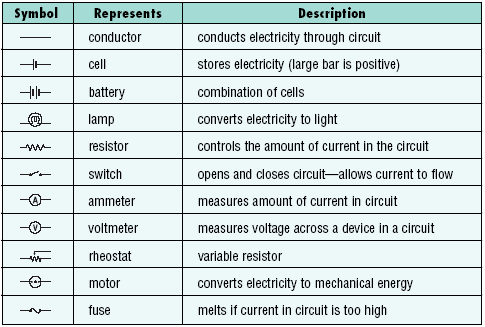 Symbol Represents Description
conductor conducts electricity through circuit
cell stores electricity (large bar is positive)
battery combination of cells
lamp converts electricity to light
resistor controls the amount of current in the circuit
switch opens and closes circuit—allows current to flow
A ammeter measures amount of current in circuit
V voltmeter measures voltage across a device in a circuit
rheostat variable resistor
motor converts electricity to mechanical energy
fuse melts if current in circuit is too high